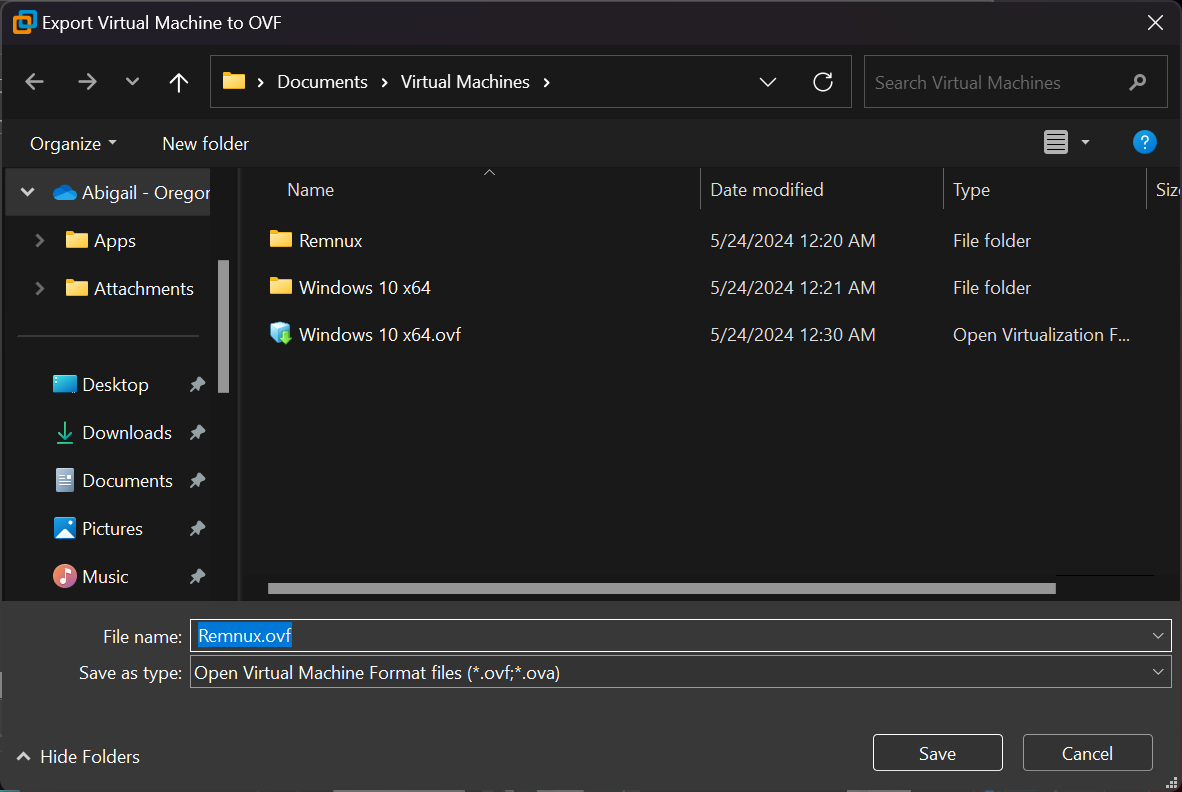 Export Virtual Machine to OVF
Documents > Virtual Machines >
Search Virtual Machines
Organize
New folder
?
Abigail - Oregor
Apps
Attachments
Desktop
Downloads
Documents
Pictures
Music
Name Date modified Type Size
Remnux 5/24/2024 12:20 AM File folder
Windows 10 x64 5/24/2024 12:21 AM File folder
Windows 10 x64.ovf 5/24/2024 12:30 AM Open Virtualization F...
File name: Remnux.ovf
Save as type: Open Virtual Machine Format files (*.ovf;*.ova)
Hide Folders
Save
Cancel